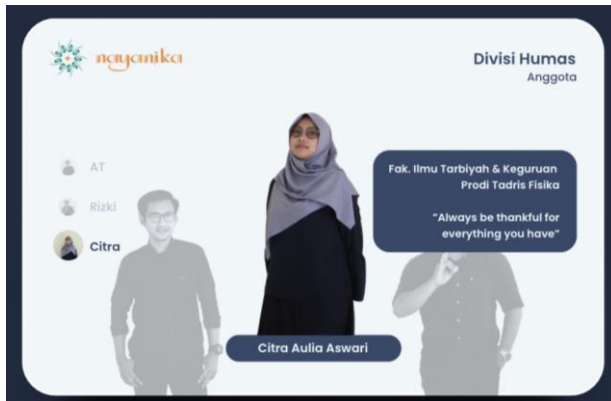 nayanika
Divisi Humas
Anggota
AT
Rizki
Citra
Fak. Ilmu Tarbiyah & Keguruan
Prodi Tadris Fisika
"Always be thankful for
everything you have"
Citra Aulia Aswari